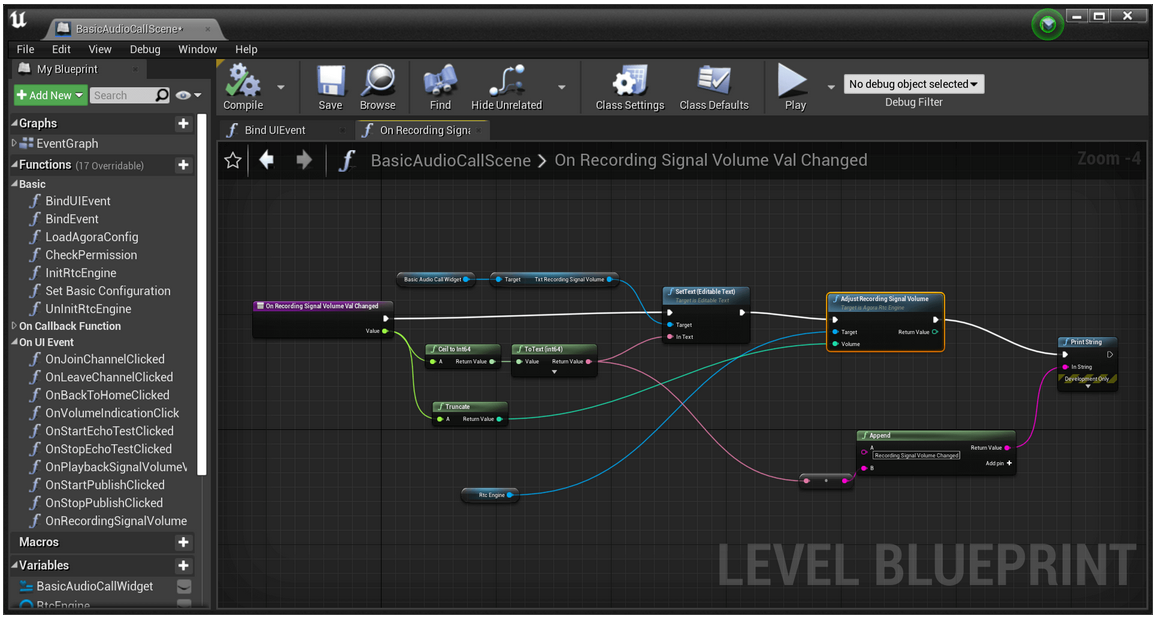 BasicAudioCallScene*
File Edit View Debug Window Help
My Blueprint
Add New
Search
Compile
Save
Browse
Find
Hide Unrelated
Class Settings
Class Defaults
Play
No debug object selected
Debug Filter
Graphs
EventGraph
Functions (17 Overridable)
Basic
BindUIEvent
BindEvent
LoadAgoraConfig
CheckPermission
InitRtcEngine
Set Basic Configuration
UnInitRtcEngine
On Callback Function
On UI Event
OnJoinChannelClicked
OnLeaveChannelClicked
OnBackToHomeClicked
OnVolumeIndicationClick
OnStartEchoTestClicked
OnStopEchoTestClicked
OnPlaybackSignalVolumeV
OnStartPublishClicked
OnStopPublishClicked
OnRecordingSignalVolume
Macros
Variables
BasicAudioCallWidget
RtcEngine
Bind UIEvent
On Recording Signa
BasicAudioCallScene > On Recording Signal Volume Val Changed
Zoom -4
Basic Audio Call Widget
Target Txt Recording Signal Volume
On Recording Signal Volume Val Changed
Value
SetText (Editable Text)
Target is Editable Text
Target
In Text
Ceil to Int64
A Return Value
ToText (int64)
Value Return Value
Truncate
A Return Value
Rtc Engine
Adjust Recording Signal Volume
Target is Agora Rtc Engine
Target Return Value
Volume
Print String
In String
Development Only
Append
A Return Value
Recording Signal Volume Changed
Add pin +
B
LEVEL BLUEPRINT